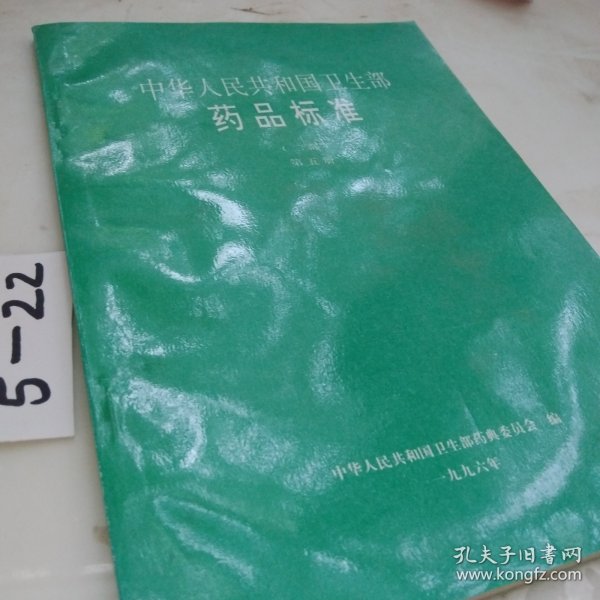 中华人民共和国卫生部
药品标准
第五册
中华人民共和国卫生部药典委员会 编
一九九六年
5-22
孔夫子旧书网
www.kongfz.com